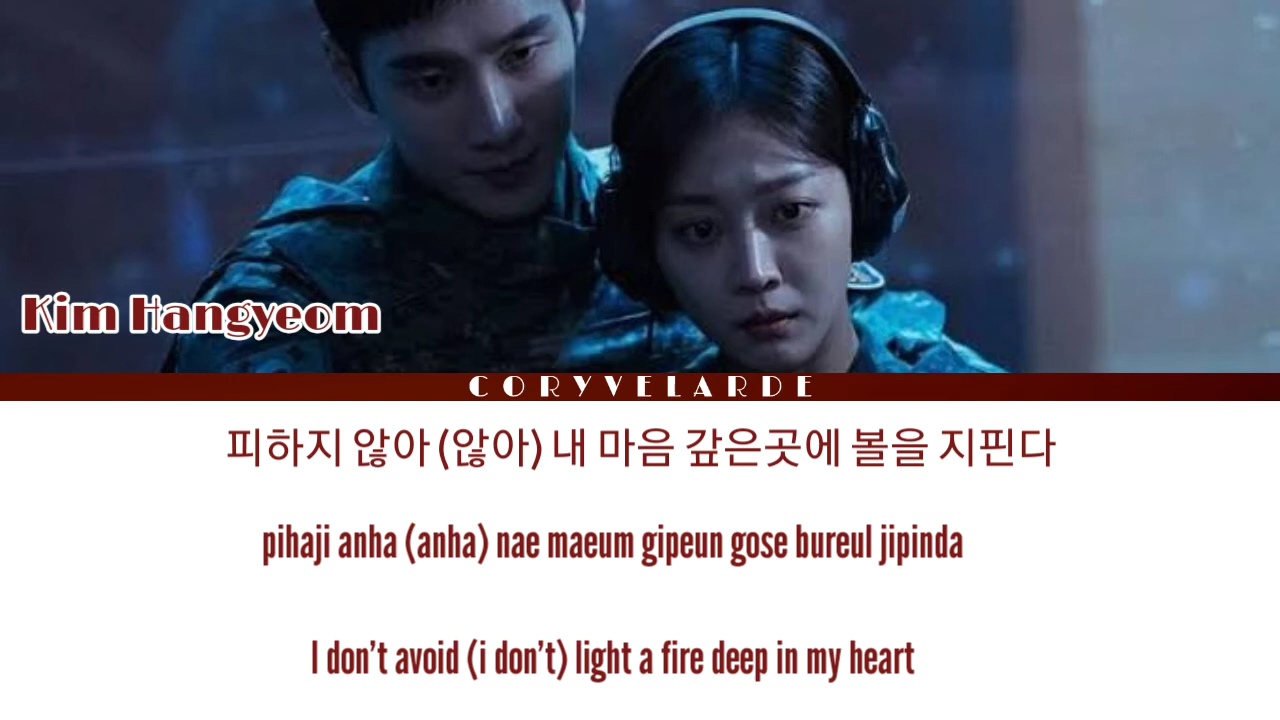 Kim Hangyeom
CORYVELARDE
피하지 않아 (않아) 내 마음 갚은곳에 볼을 지핀다
pihaji anha (anha) nae maeum gipeun gose bureul jipinda
I don't avoid (i don't) light a fire deep in my heart